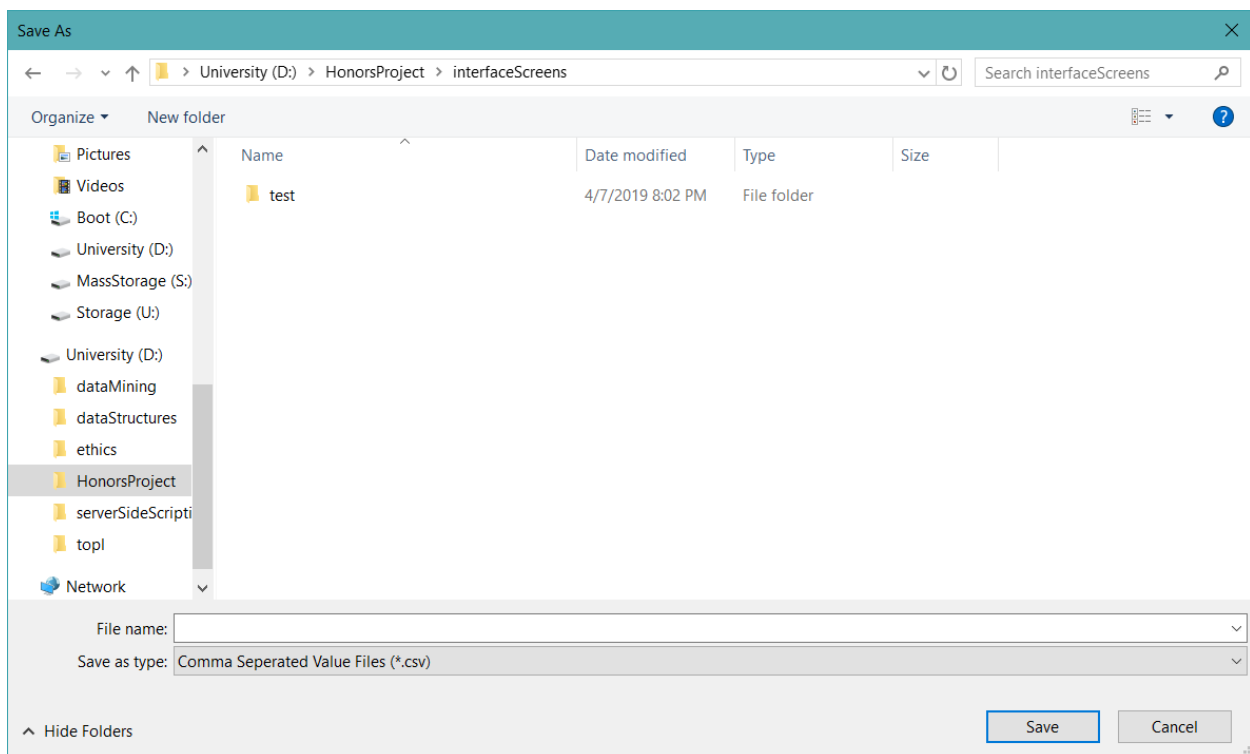 Save As
University (D:) > HonorsProject > interfaceScreens
Search interfaceScreens
Organize
New folder
?
Name
Date modified
Type
Size
test
4/7/2019 8:02 PM
File folder
Pictures
Videos
Boot (C:)
University (D:)
MassStorage (S:)
Storage (U:)
University (D:)
dataMining
dataStructures
ethics
HonorsProject
serverSideScripti
topl
Network
File name:
Save as type: Comma Seperated Value Files (*.csv)
Hide Folders
Save
Cancel